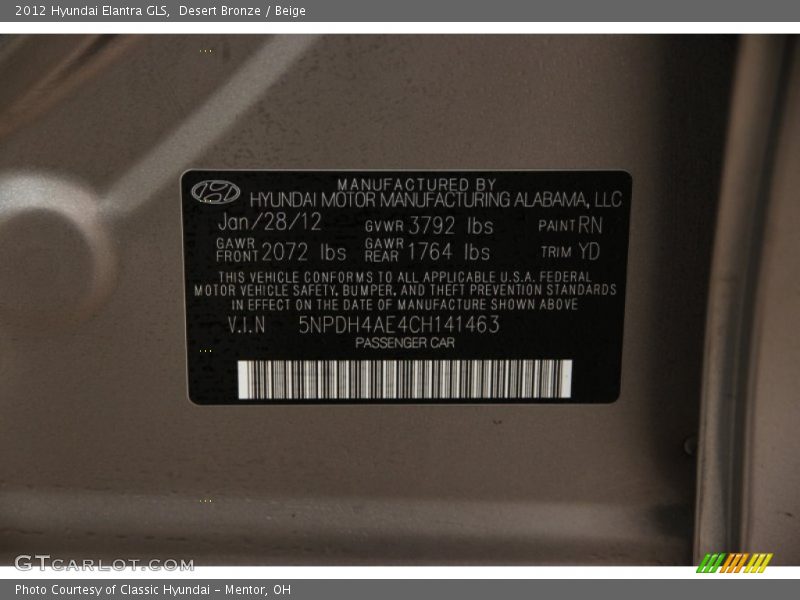 2012 Hyundai Elantra GLS, Desert Bronze / Beige
MANUFACTURED BY
HYUNDAI MOTOR MANUFACTURING ALABAMA, LLC
Jan/28/12 GVWR 3792 lbs PAINT RN
GAWR FRONT 2072 lbs GAWR REAR 1764 lbs TRIM YD
THIS VEHICLE CONFORMS TO ALL APPLICABLE U.S.A. FEDERAL
MOTOR VEHICLE SAFETY, BUMPER, AND THEFT PREVENTION STANDARDS
IN EFFECT ON THE DATE OF MANUFACTURE SHOWN ABOVE
V.I.N 5NPDH4AE4CH141463
PASSENGER CAR
GTCARLOT.COM
Photo Courtesy of Classic Hyundai - Mentor, OH